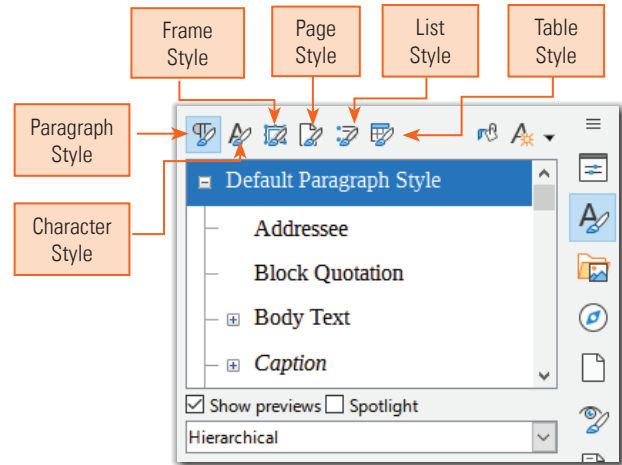 Frame
Style
Page
Style
List
Style
Table
Style
Paragraph
Style
Character
Style
Default Paragraph Style
Addressee
Block Quotation
Body Text
Caption
Show previews
Spotlight
Hierarchical